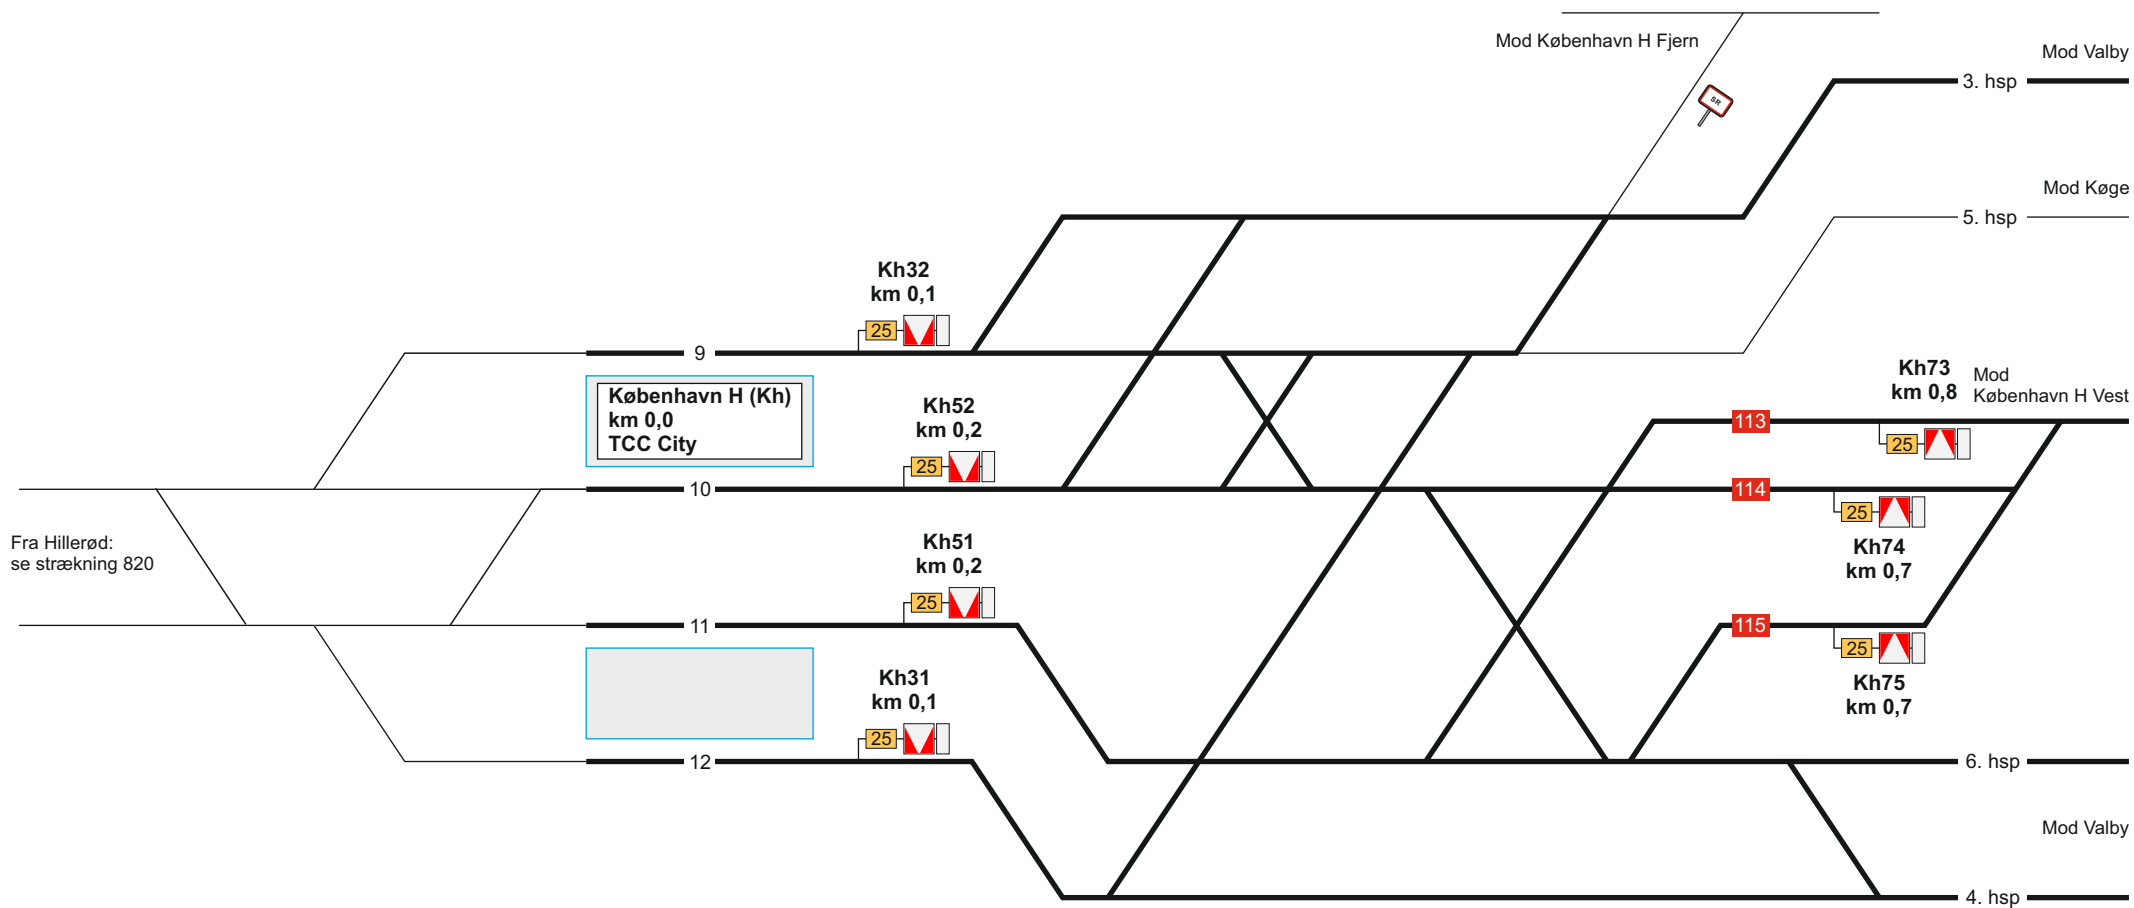 Mod København H Fjern
Mod Valby
3. hsp
SR
Mod Køge
5. hsp
Kh32
km 0,1
25
9
Kh73
km 0,8
Mod
København H Vest
København H (Kh)
km 0,0
TCC City
Kh52
km 0,2
113
25
25
10
114
25
Fra Hillerød:
se strækning 820
Kh51
km 0,2
Kh74
km 0,7
25
11
115
25
Kh31
km 0,1
Kh75
km 0,7
25
12
6. hsp
Mod Valby
4. hsp